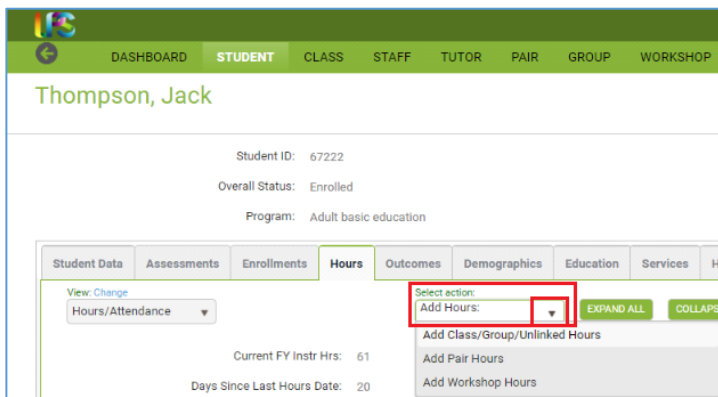 LPS
DASHBOARD STUDENT CLASS STAFF TUTOR PAIR GROUP WORKSHOP
Thompson, Jack
Student ID: 67222
Overall Status: Enrolled
Program: Adult basic education
Student Data Assessments Enrollments Hours Outcomes Demographics Education Services H
View: Change Select action:
Hours/Attendance Add Hours: EXPAND ALL COLLAPS
Add Class/Group/Unlinked Hours
Current FY Instr Hrs: 61 Add Pair Hours
Days Since Last Hours Date: 20 Add Workshop Hours